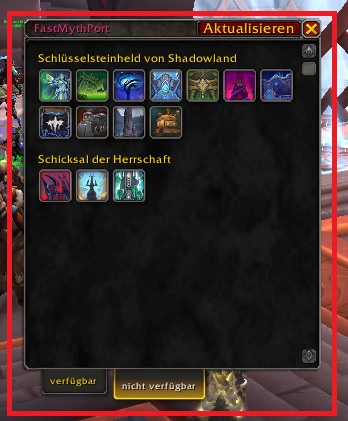 FastMythPort
Aktualisieren
Schlüsselsteinheld von Shadowland
Schicksal der Herrschaft
verfügbar
nicht verfügbar